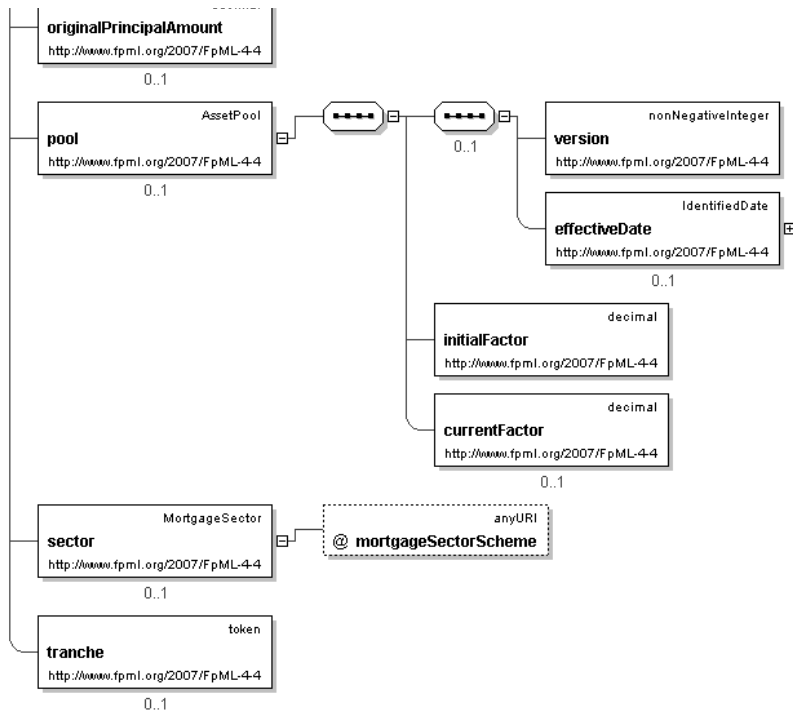 decimal
originalPrincipalAmount
http://www.fpml.org/2007/FpML-4-4
0..1
AssetPool
pool
http://www.fpml.org/2007/FpML-4-4
0..1
0..1
nonNegativeInteger
version
http://www.fpml.org/2007/FpML-4-4
IdentifiedDate
effectiveDate
http://www.fpml.org/2007/FpML-4-4
0..1
decimal
initialFactor
http://www.fpml.org/2007/FpML-4-4
decimal
currentFactor
http://www.fpml.org/2007/FpML-4-4
0..1
MortgageSector
sector
http://www.fpml.org/2007/FpML-4-4
0..1
anyURI
@ mortgageSectorScheme
token
tranche
http://www.fpml.org/2007/FpML-4-4
0..1